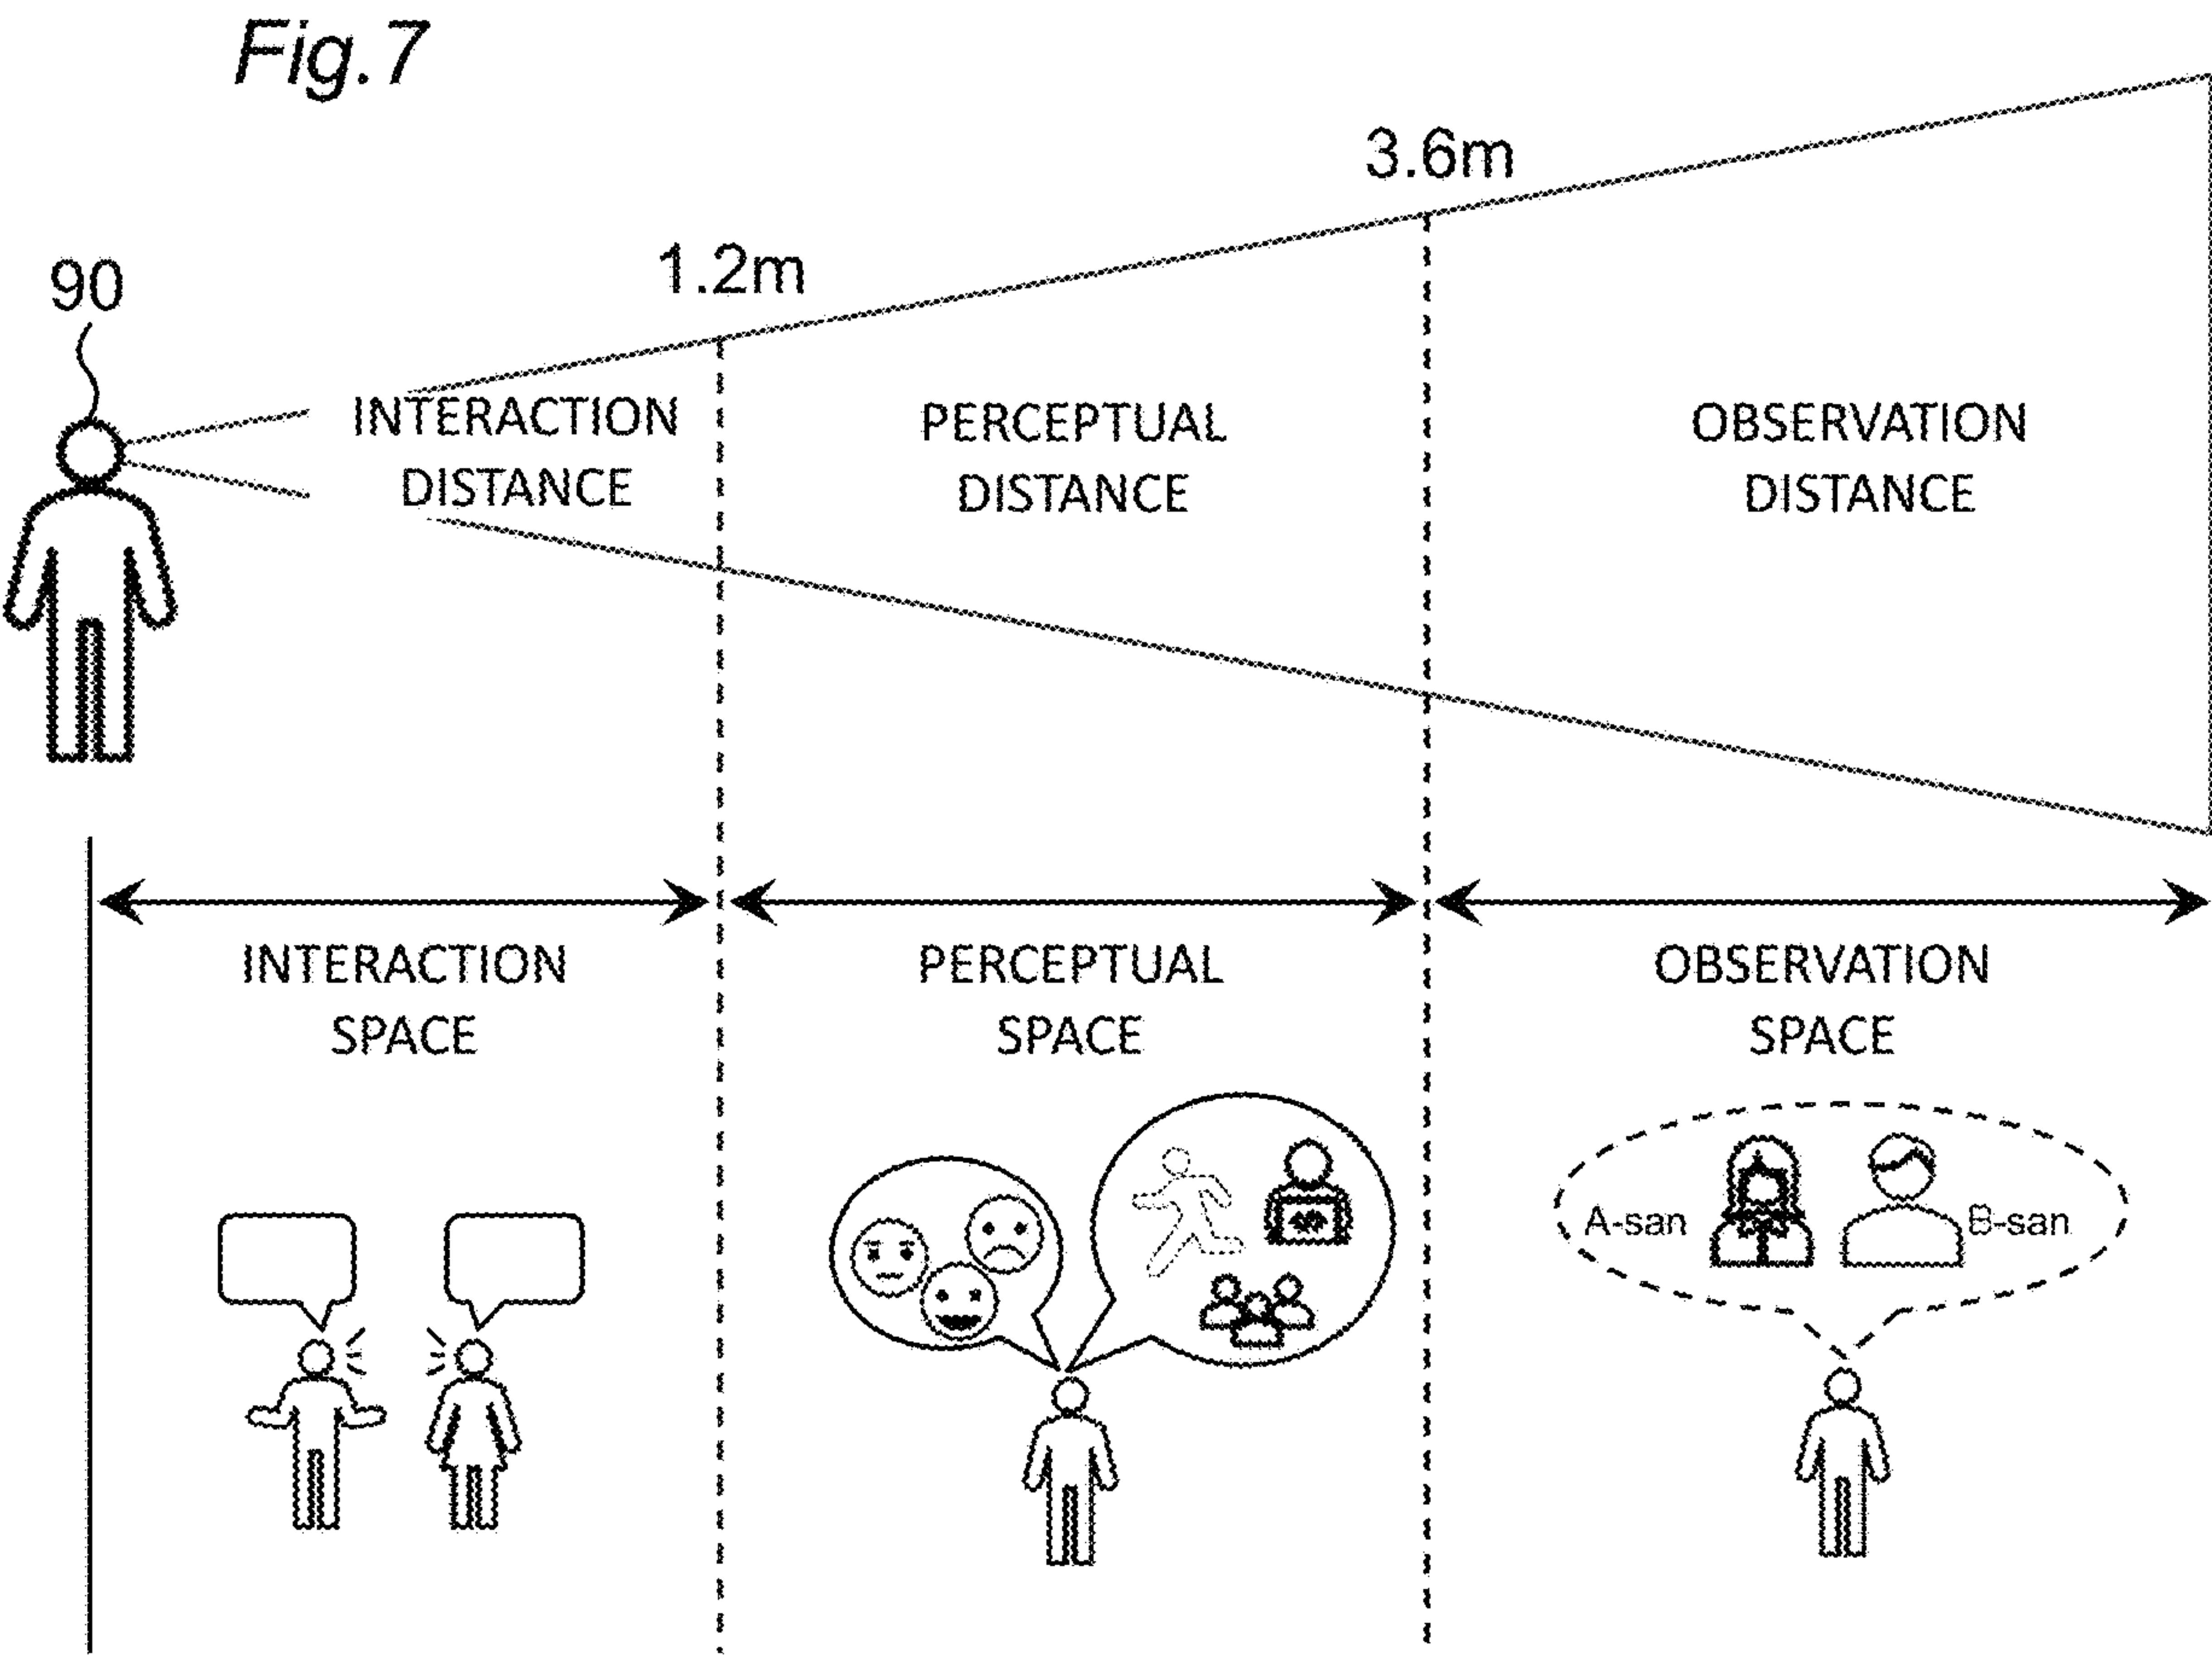 Fig.7
3.6m
1.2m
90
INTERACTION
DISTANCE
PERCEPTUAL
DISTANCE
OBSERVATION
DISTANCE
INTERACTION
SPACE
PERCEPTUAL
SPACE
OBSERVATION
SPACE
A-san
B-san